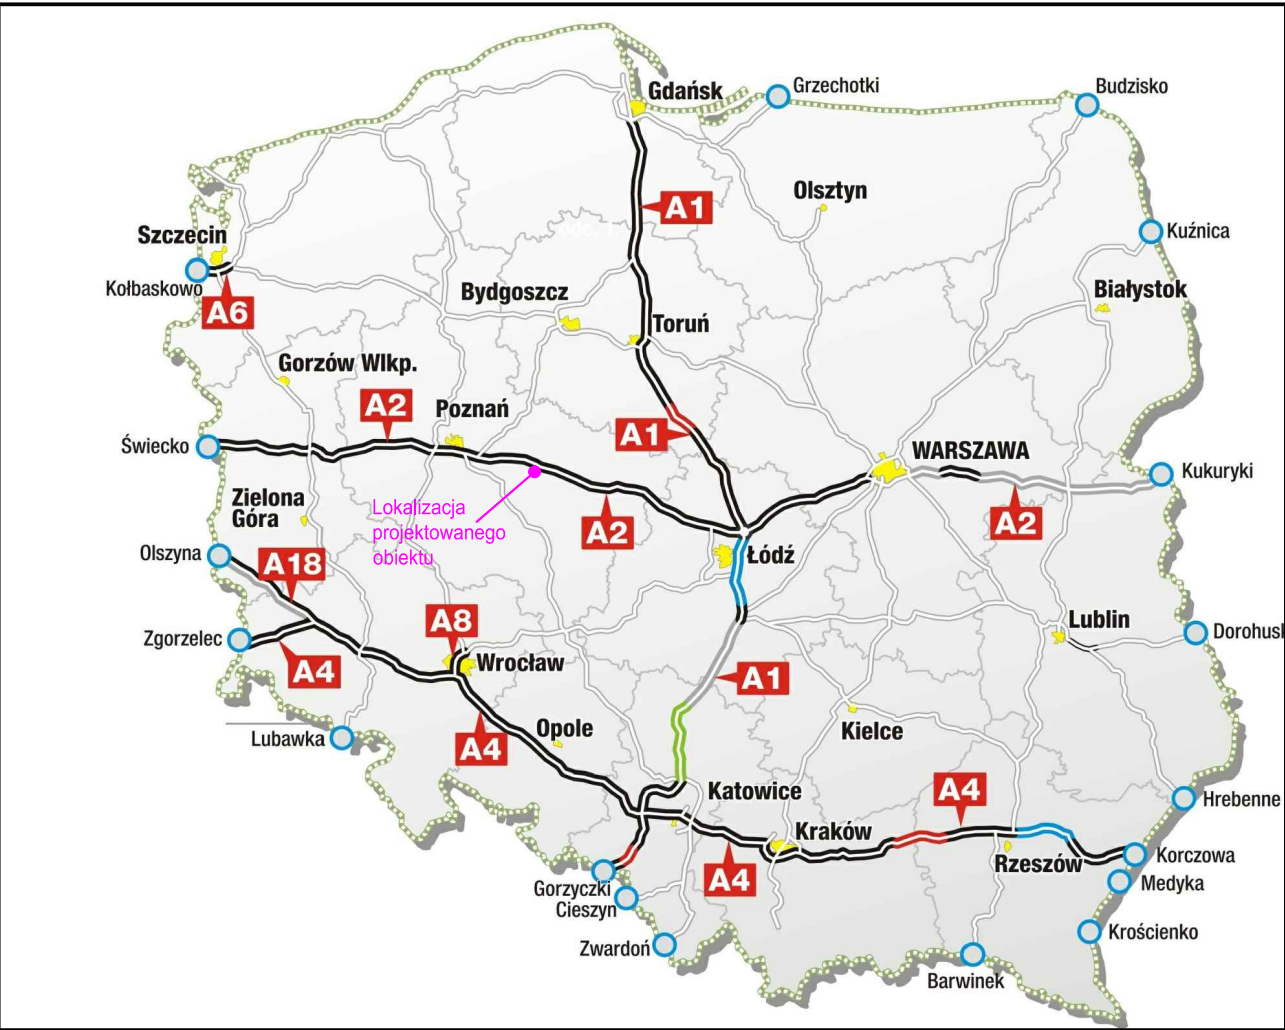 Gdańsk
Grzechotki
Budzisko
Olsztyn
A1
Kuźnica
Szczecin
Kołbaskowo
A6
Bydgoszcz
Toruń
Białystok
Gorzów Wlkp.
A2
Poznań
A1
Świecko
WARSZAWA
Kukuryki
Zielona
Góra
Lokalizacja
projektowanego
obiektu
A2
A2
Olszyna
A18
Łódź
Zgorzelec
A8
Wrocław
Lublin
Dorohusk
A4
A1
Lubawka
A4
Opole
Kielce
Katowice
A4
Hrebenne
Kraków
Rzeszów
Korczowa
A4
Medyka
Gorzyczki
Cieszyn
Zwardoń
Krościenko
Barwinek